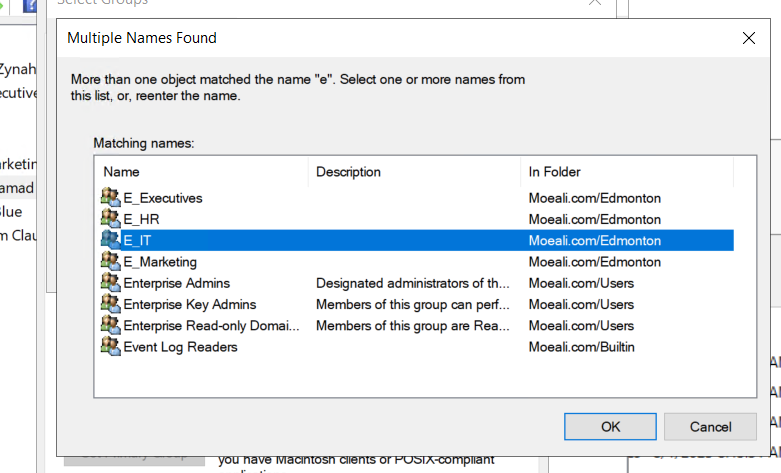 Select Groups
Multiple Names Found
More than one object matched the name "e". Select one or more names from
this list, or, reenter the name.
Matching names:
Name Description In Folder
E_Executives Moeali.com/Edmonton
E_HR Moeali.com/Edmonton
E_IT Moeali.com/Edmonton
E_Marketing Moeali.com/Edmonton
Enterprise Admins Designated administrators of th... Moeali.com/Users
Enterprise Key Admins Members of this group can perf... Moeali.com/Users
Enterprise Read-only Domai... Members of this group are Rea... Moeali.com/Users
Event Log Readers Moeali.com/Builtin
OK Cancel
you have Macintosh clients or POSIX-compliant
Zynah
ecutive
arketin
amad
Blue
m Clau